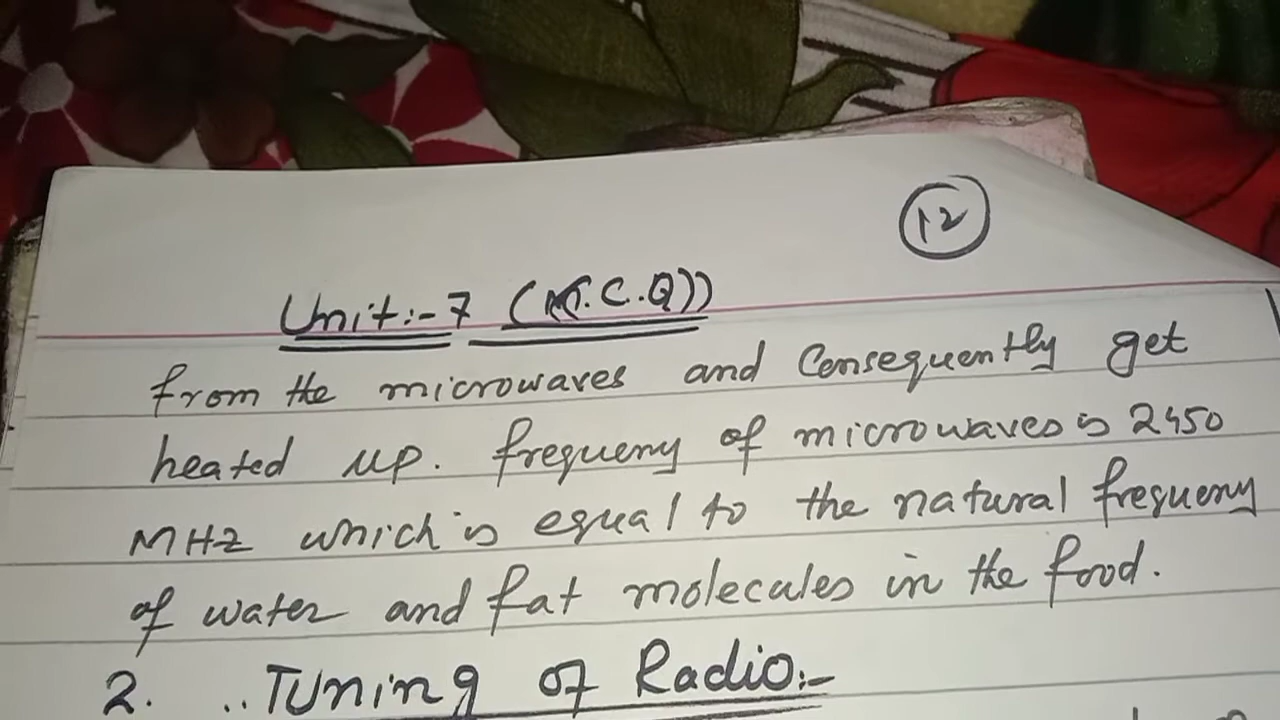 12
Unit:-7 (M.C.Q))
from the microwaves and Consequently get
heated up. frequeny of microwaves is 2450
MHZ which is equal to the natural frequeny
of water and fat molecules in the food.
2. .. Tuning of Radio:-